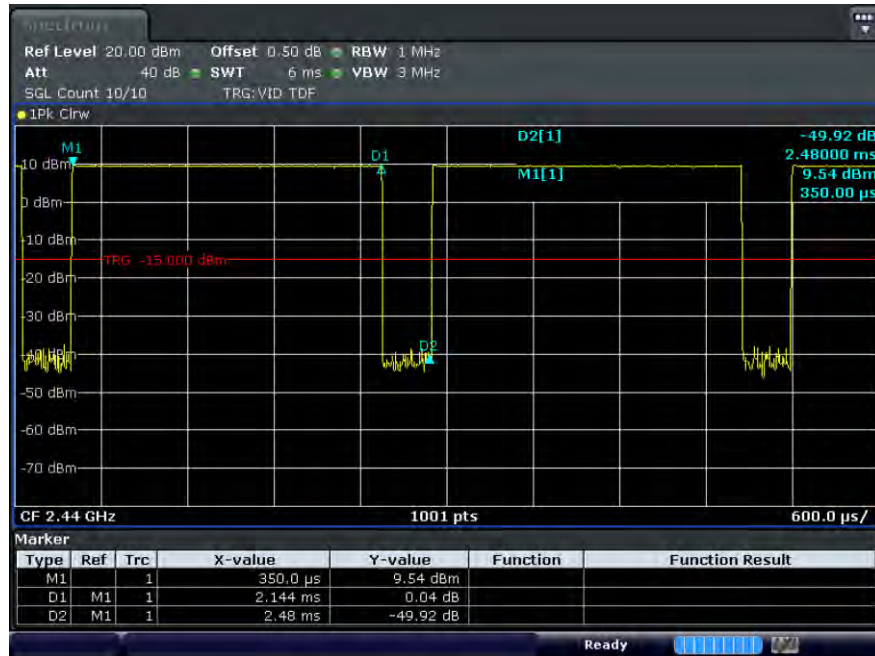 Spectrum
Ref Level 20.00 dBm Offset 0.50 dB RBW 1 MHz
Att 40 dB SWT 6 ms VBW 3 MHz
SGL Count 10/10 TRG:VID TDF
1Pk Clrw
D2[1] -49.92 dB
2.48000 ms
M1[1] 9.54 dBm
350.00 µs
M1
D1
D2
10 dBm
0 dBm
-10 dBm
TRG -15.000 dBm
-20 dBm
-30 dBm
-40 dBm
-50 dBm
-60 dBm
-70 dBm
CF 2.44 GHz 1001 pts 600.0 µs/
Marker
Type Ref Trc X-value Y-value Function Function Result
M1 1 350.0 µs 9.54 dBm
D1 M1 1 2.144 ms 0.04 dB
D2 M1 1 2.48 ms -49.92 dB
Ready